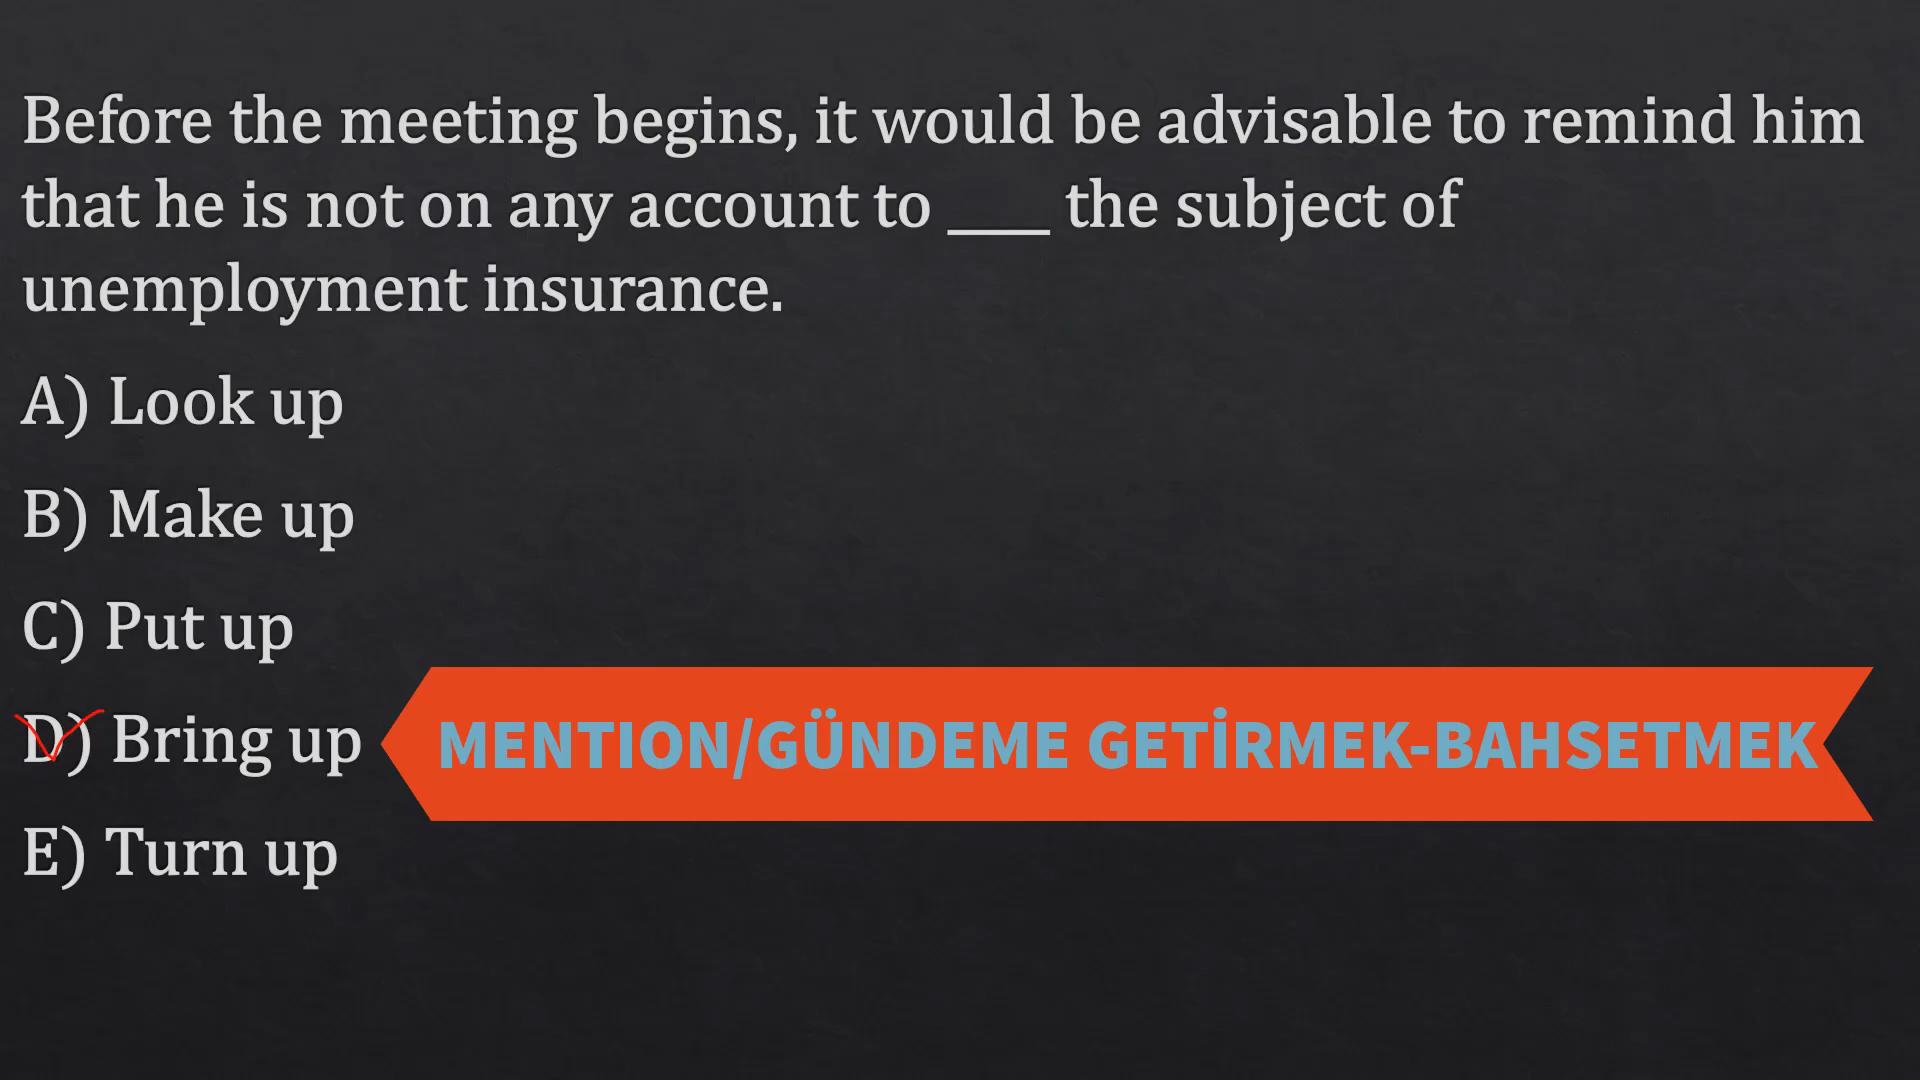 Before the meeting begins, it would be advisable to remind him
that he is not on any account to ____ the subject of
unemployment insurance.
A) Look up
B) Make up
C) Put up
D) Bring up
MENTION/GÜNDEME GETİRMEK-BAHSETMEK
E) Turn up